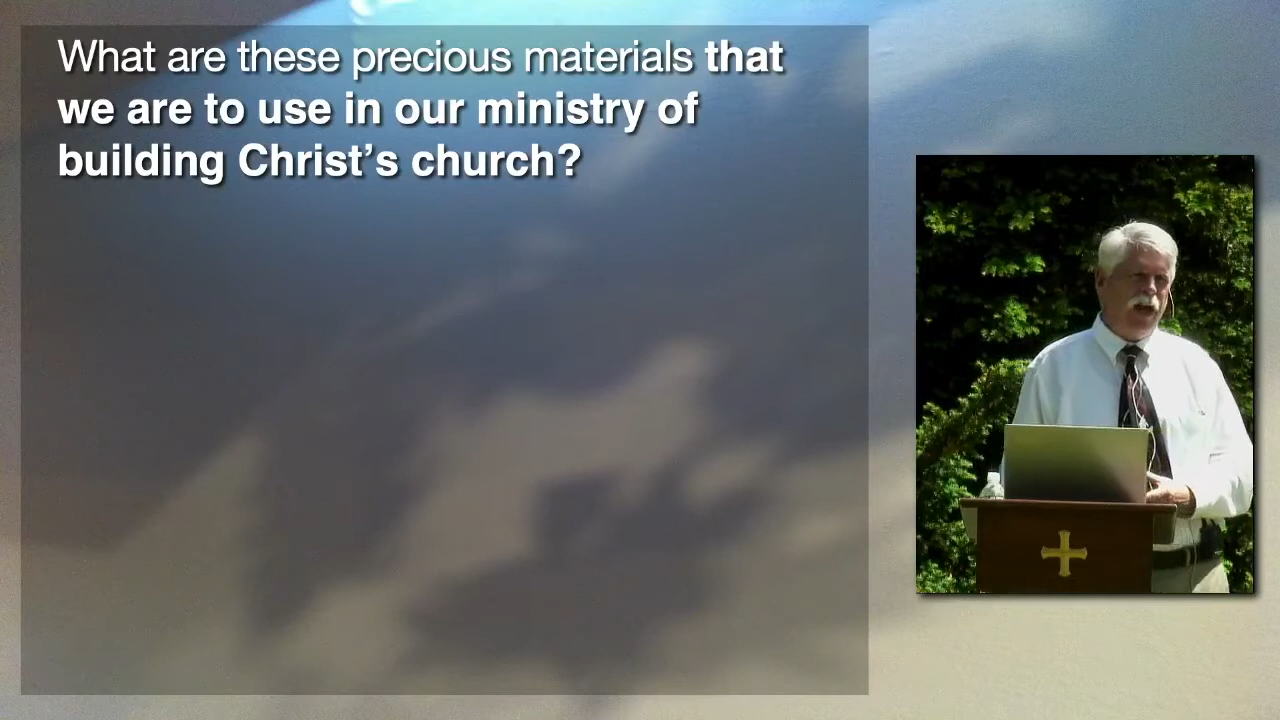 What are these precious materials that
we are to use in our ministry of
building Christ's church?